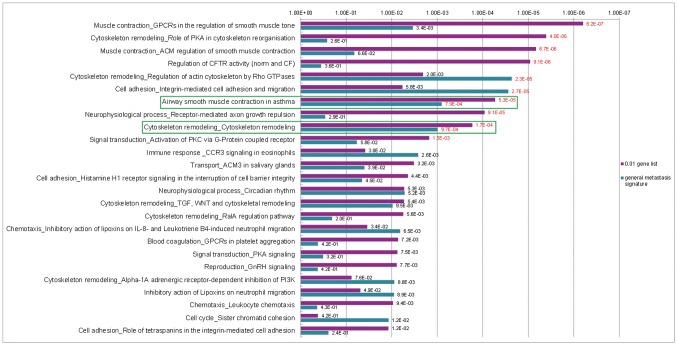 1.00E+00 1.00E-01 1.00E-02 1.00E-03 1.00E-04 1.00E-05 1.00E-06 1.00E-07
Muscle contraction_GPCRs in the regulation of smooth muscle tone 6.2E-07 3.4E-03
Cytoskeleton remodeling_Role of PKA in cytoskeleton reorganisation 4.0E-06 2.6E-01
Muscle contraction_ACM regulation of smooth muscle contraction 6.7E-06 6.6E-02
Regulation of CFTR activity (norm and CF) 9.1E-06 3.6E-01
Cytoskeleton remodeling_Regulation of actin cytoskeleton by Rho GTPases 2.0E-03 2.3E-05
Cell adhesion_Integrin-mediated cell adhesion and migration 5.6E-03 2.7E-05
Airway smooth muscle contraction in asthma 5.3E-05 7.9E-04
Neurophysiological process_Receptor-mediated axon growth repulsion 9.1E-05 2.9E-01
Cytoskeleton remodeling_Cytoskeleton remodeling 1.7E-04 9.7E-04
Signal transduction_Activation of PKC via G-Protein coupled receptor 1.5E-03 5.8E-02
Immune response _CCR3 signaling in eosinophils 3.8E-02 2.6E-03
Transport_ACM3 in salivary glands 3.2E-03 3.9E-02
Cell adhesion_Histamine H1 receptor signaling in the interruption of cell barrier integrity 4.4E-03 4.5E-02
Neurophysiological process_Circadian rhythm 5.3E-03 5.2E-03
Cytoskeleton remodeling_TGF, WNT and cytoskeletal remodeling 5.4E-03 9.5E-03
Cytoskeleton remodeling_RalA regulation pathway 5.6E-03 2.0E-01
Chemotaxis_Inhibitory action of lipoxins on IL-8- and Leukotriene B4-induced neutrophil migration 3.4E-02 6.5E-03
Blood coagulation_GPCRs in platelet aggregation 7.2E-03 4.2E-01
Signal transduction_PKA signaling 7.5E-03 3.2E-01
Reproduction_GnRH signaling 7.7E-03 4.2E-01
Cytoskeleton remodeling_Alpha-1A adrenergic receptor-dependent inhibition of PI3K 7.6E-02 8.8E-03
Inhibitory action of Lipoxins on neutrophil migration 4.9E-02 8.9E-03
Chemotaxis_Leukocyte chemotaxis 9.4E-03 4.3E-01
Cell cycle_Sister chromatid cohesion 4.2E-01 1.2E-02
Cell adhesion_Role of tetraspanins in the integrin-mediated cell adhesion 1.2E-02 2.4E-01
0.01 gene list
general metastasis
signature